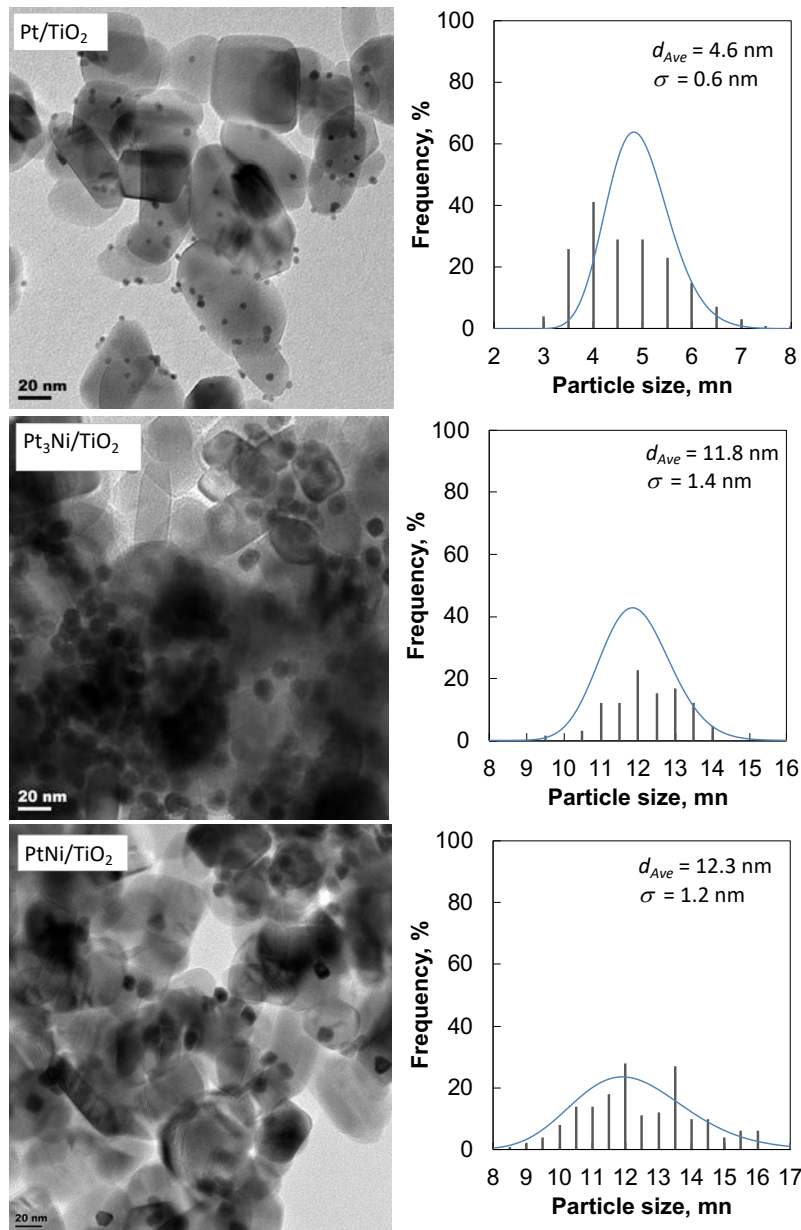 Pt/TiO2
20 nm
100
80
60
40
20
0
Frequency, %
dAve = 4.6 nm
σ = 0.6 nm
2 3 4 5 6 7 8
Particle size, mn
Pt3Ni/TiO2
20 nm
100
80
60
40
20
0
Frequency, %
dAve = 11.8 nm
σ = 1.4 nm
8 9 10 11 12 13 14 15 16
Particle size, mn
PtNi/TiO2
20 nm
100
80
60
40
20
0
Frequency, %
dAve = 12.3 nm
σ = 1.2 nm
8 9 10 11 12 13 14 15 16 17
Particle size, mn